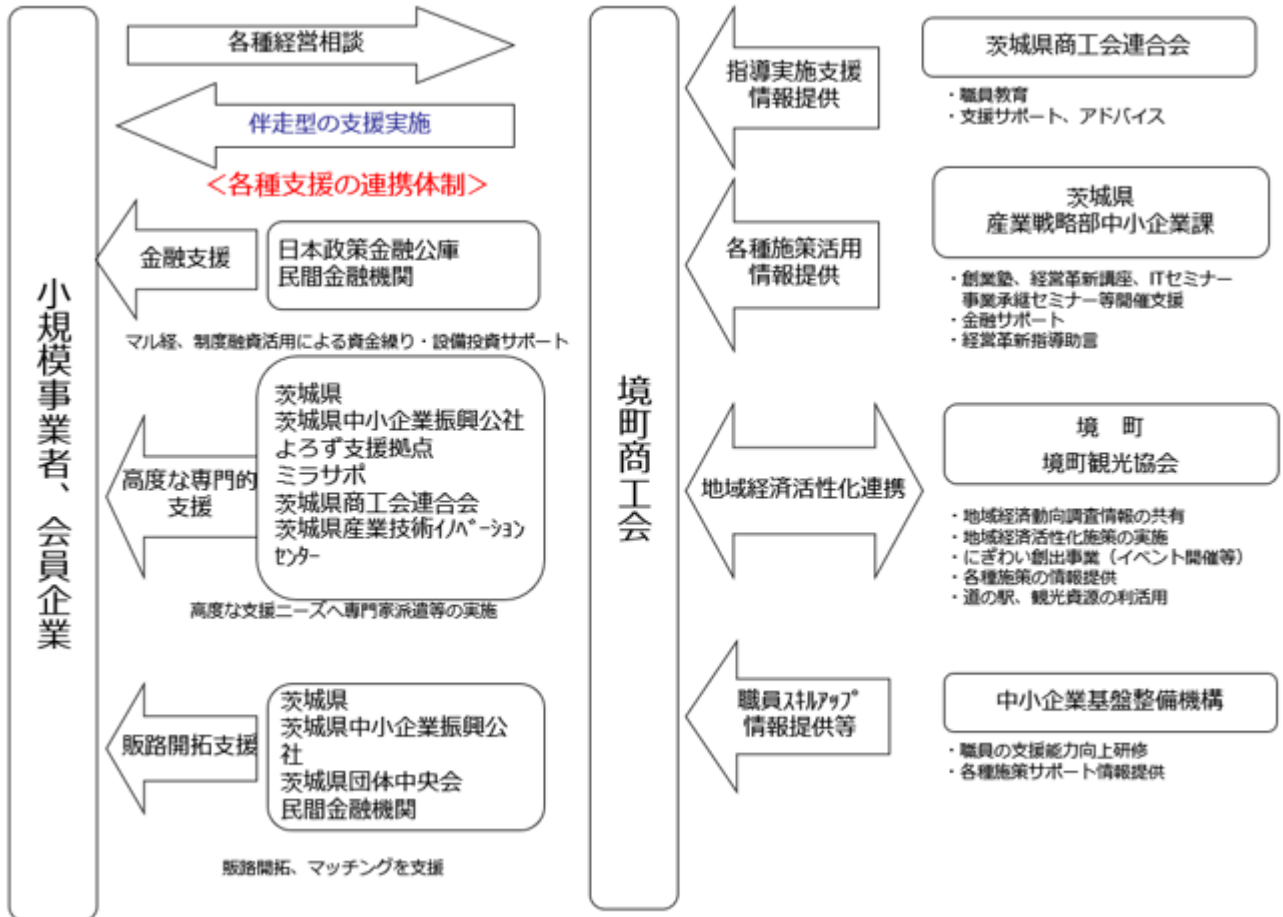 小規模事業者、会員企業
各種経営相談
伴走型の支援実施
<各種支援の連携体制>
金融支援
日本政策金融公庫
民間金融機関
マル経、制度融資活用による資金繰り・設備投資サポート
高度な専門的
支援
茨城県
茨城県中小企業振興公社
よろず支援拠点
ミラサポ
茨城県商工会連合会
茨城県産業技術ｲﾉﾍﾞｰｼｮﾝ
ｾﾝﾀｰ
高度な支援ニーズへ専門家派遣等の実施
販路開拓支援
茨城県
茨城県中小企業振興公
社
茨城県団体中央会
民間金融機関
販路開拓、マッチングを支援
境町商工会
指導実施支援
情報提供
茨城県商工会連合会
・職員教育
・支援サポート、アドバイス
各種施策活用
情報提供
茨城県
産業戦略部中小企業課
・創業塾、経営革新講座、ITセミナー
事業承継セミナー等開催支援
・金融サポート
・経営革新指導助言
地域経済活性化連携
境　町
境町観光協会
・地域経済動向調査情報の共有
・地域経済活性化施策の実施
・にぎわい創出事業（イベント開催等）
・各種施策の情報提供
・道の駅、観光資源の利活用
職員ｽｷﾙｱｯﾌﾟ
情報提供等
中小企業基盤整備機構
・職員の支援能力向上研修
・各種施策サポート情報提供